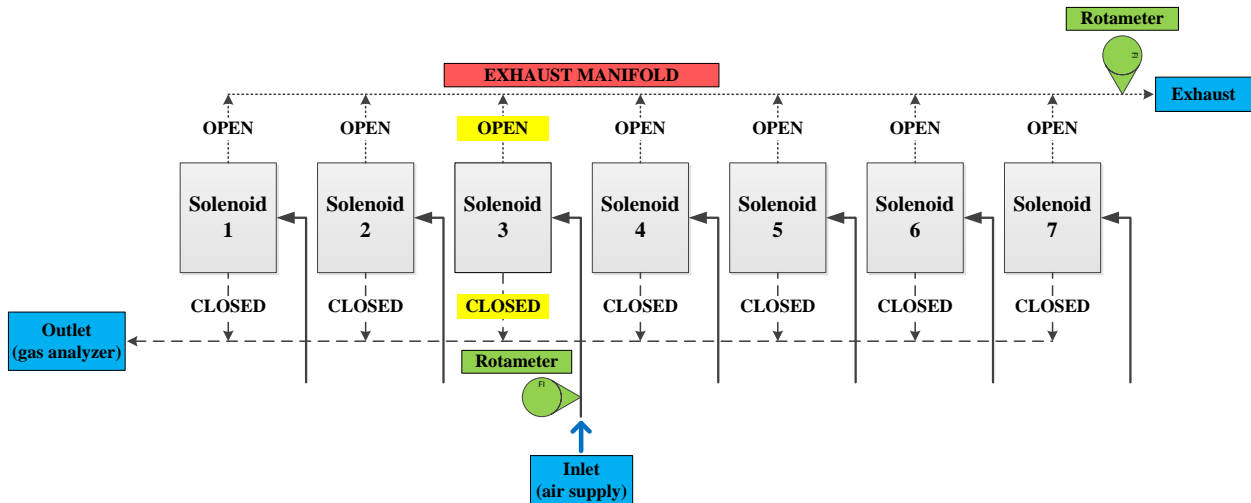 Rotameter
FI
EXHAUST MANIFOLD
Exhaust
OPEN OPEN OPEN OPEN OPEN OPEN OPEN
Solenoid Solenoid Solenoid Solenoid Solenoid Solenoid Solenoid
1 2 3 4 5 6 7
CLOSED CLOSED CLOSED CLOSED CLOSED CLOSED CLOSED
Outlet
(gas analyzer)
Rotameter
FI
Inlet
(air supply)